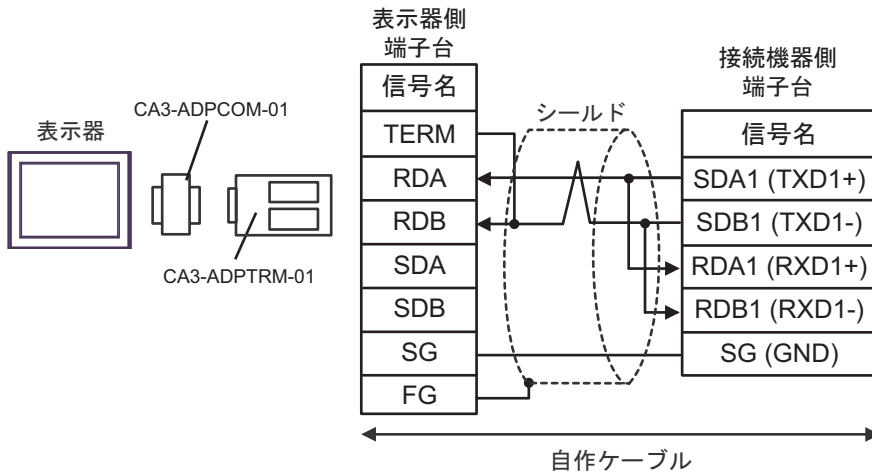 表示器
CA3-ADPCOM-01
CA3-ADPTRM-01
表示器側
端子台
信号名
TERM
RDA
RDB
SDA
SDB
SG
FG
シールド
接続機器側
端子台
信号名
SDA1 (TXD1+)
SDB1 (TXD1-)
RDA1 (RXD1+)
RDB1 (RXD1-)
SG (GND)
自作ケーブル